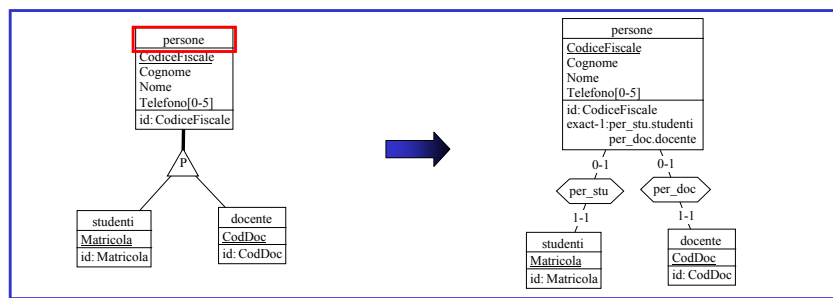 persone
CodiceFiscale
Cognome
Nome
Telefono[0-5]
id: CodiceFiscale
P
studenti
Matricola
id: Matricola
docente
CodDoc
id: CodDoc
persone
CodiceFiscale
Cognome
Nome
Telefono[0-5]
id: CodiceFiscale
exact-1:per_stu.studenti
per_doc.docente
0-1
0-1
per_stu
per_doc
1-1
1-1
studenti
Matricola
id: Matricola
docente
CodDoc
id: CodDoc